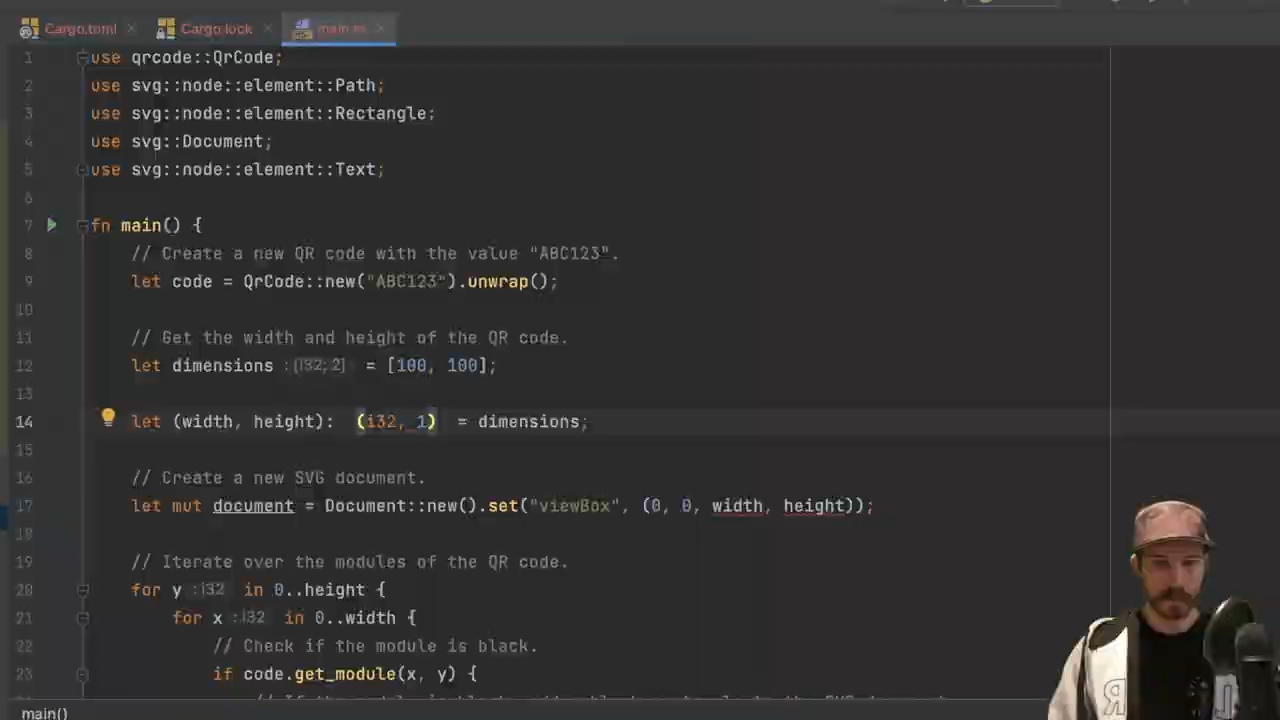 Cargo.toml Cargo.lock main.rs
1 use qrcode::QrCode;
2 use svg::node::element::Path;
3 use svg::node::element::Rectangle;
4 use svg::Document;
5 use svg::node::element::Text;
6
7 fn main() {
8 // Create a new QR code with the value "ABC123".
9 let code = QrCode::new("ABC123").unwrap();
10
11 // Get the width and height of the QR code.
12 let dimensions :[i32; 2] = [100, 100];
13
14 let (width, height): (i32, 1) = dimensions;
15
16 // Create a new SVG document.
17 let mut document = Document::new().set("viewBox", (0, 0, width, height));
18
19 // Iterate over the modules of the QR code.
20 for y :i32 in 0..height {
21 for x :i32 in 0..width {
22 // Check if the module is black.
23 if code.get_module(x, y) {
main()